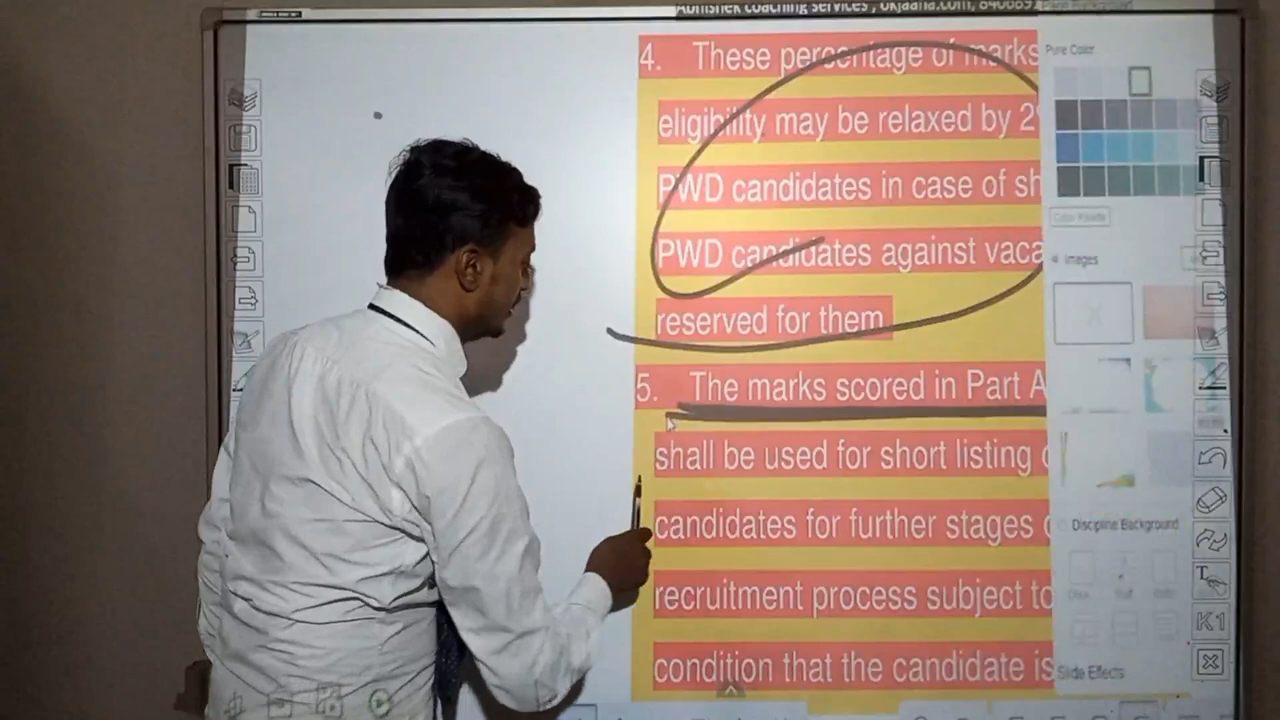 Abhishek coaching services , okjaana.com,
4. These percentage of marks
eligibility may be relaxed by 2
PWD candidates in case of sh
PWD candidates against vaca
reserved for them
5. The marks scored in Part A
shall be used for short listing
candidates for further stages
recruitment process subject to
condition that the candidate is
Pure Color
Color Palette
Images
Discipline Background
Slide Effects
T
K1